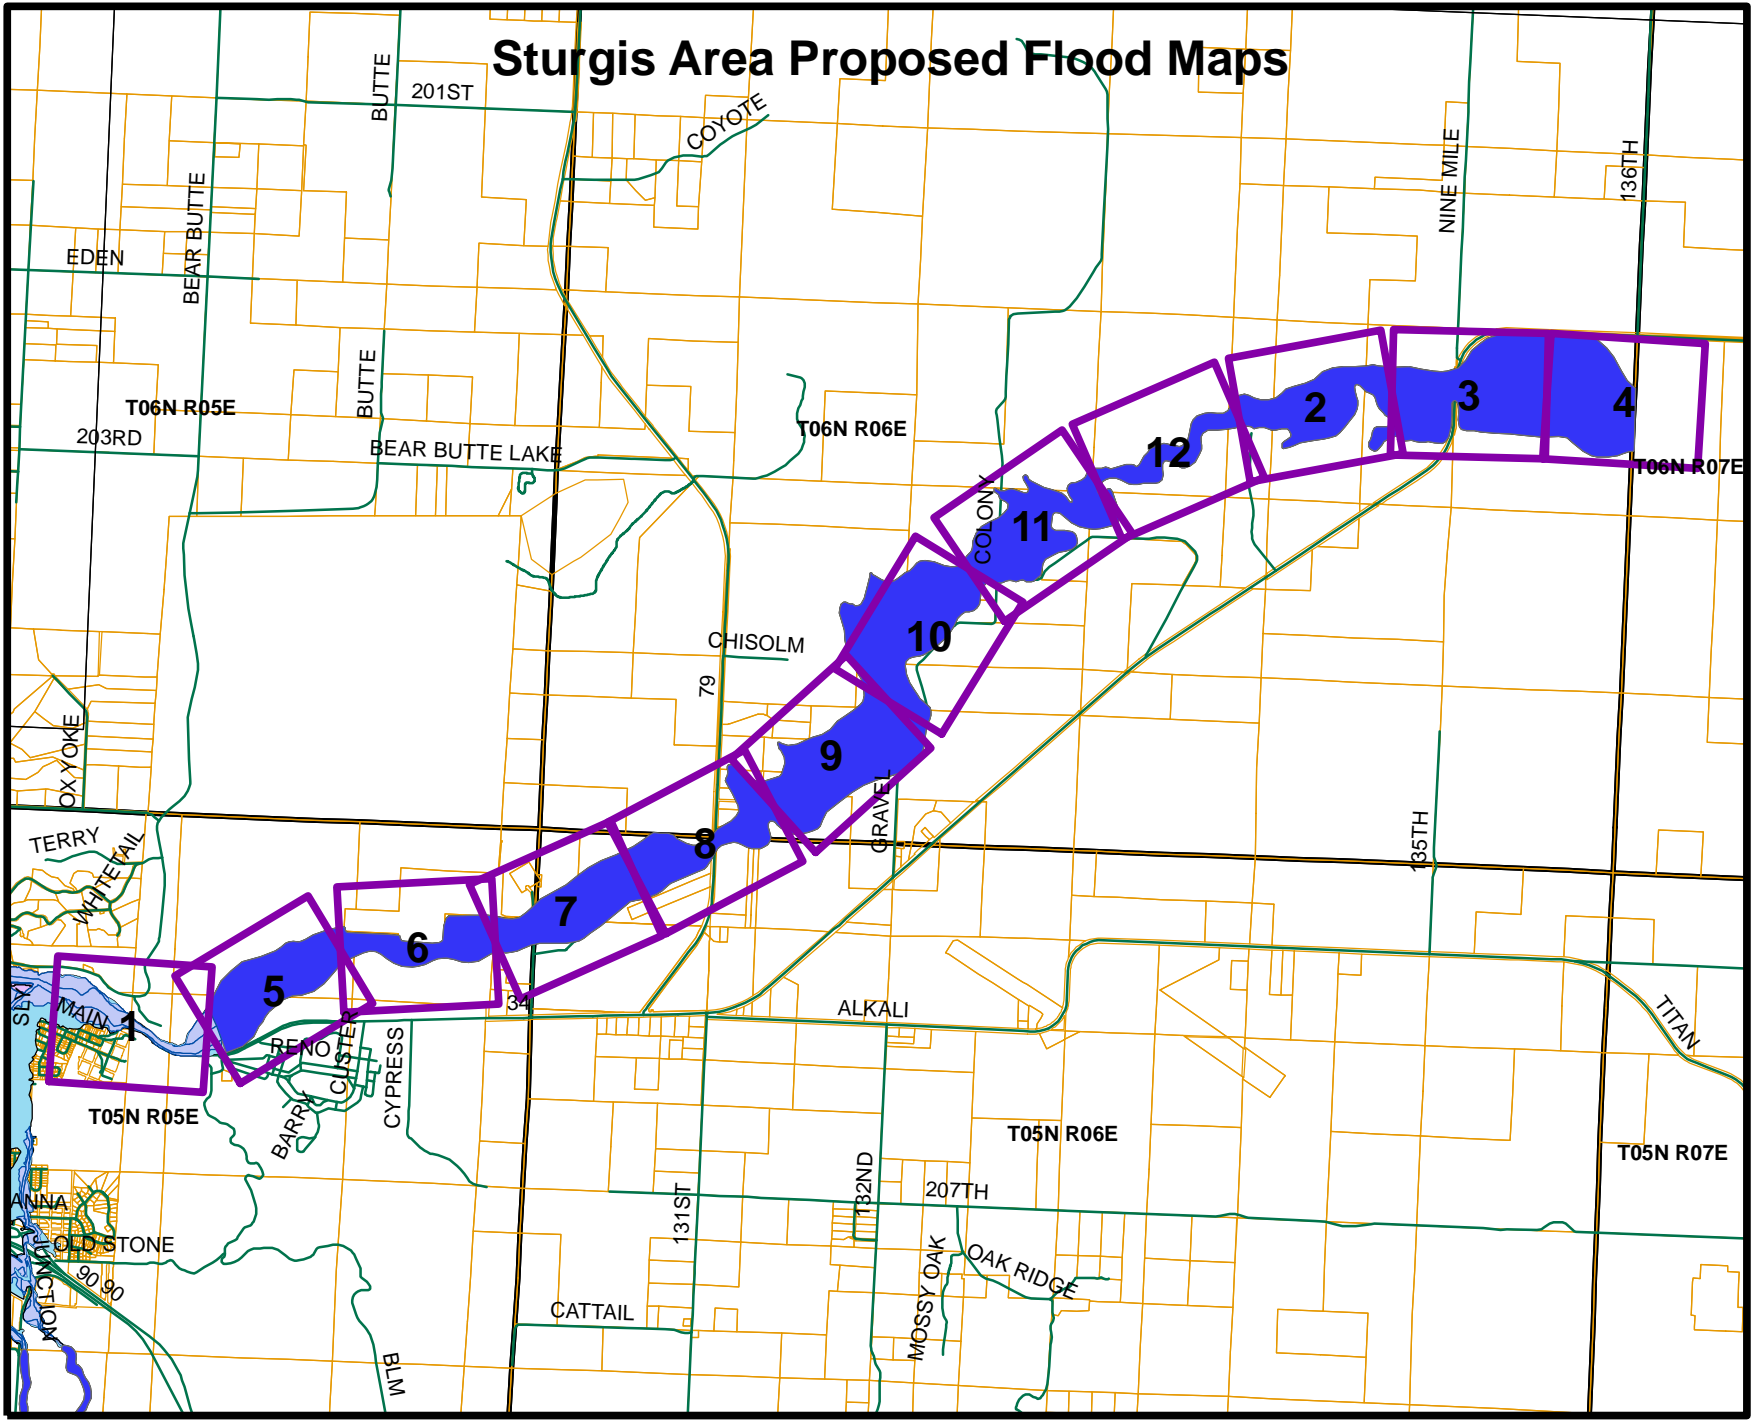 Sturgis Area Proposed Flood Maps
BUTTE
201ST
COYOTE
NINE MILE
136TH
BEAR BUTTE
EDEN
BUTTE
T06N R05E
203RD
BEAR BUTTE LAKE
T06N R06E
2
3
4
12
T06N R07E
COLONY
11
10
CHISOLM
79
OX YOKE
9
GRAVEL
8
135TH
TERRY
WHITETAIL
7
6
5
34
ALKALI
SLY
MAIN
1
TITAN
RENO
CUSTER
CYPRESS
BARRY
T05N R05E
T05N R06E
T05N R07E
132ND
207TH
131ST
ANNA
OLD STONE
JUNCTION
90 90
MOSSY OAK
OAK RIDGE
CATTAIL
BLM